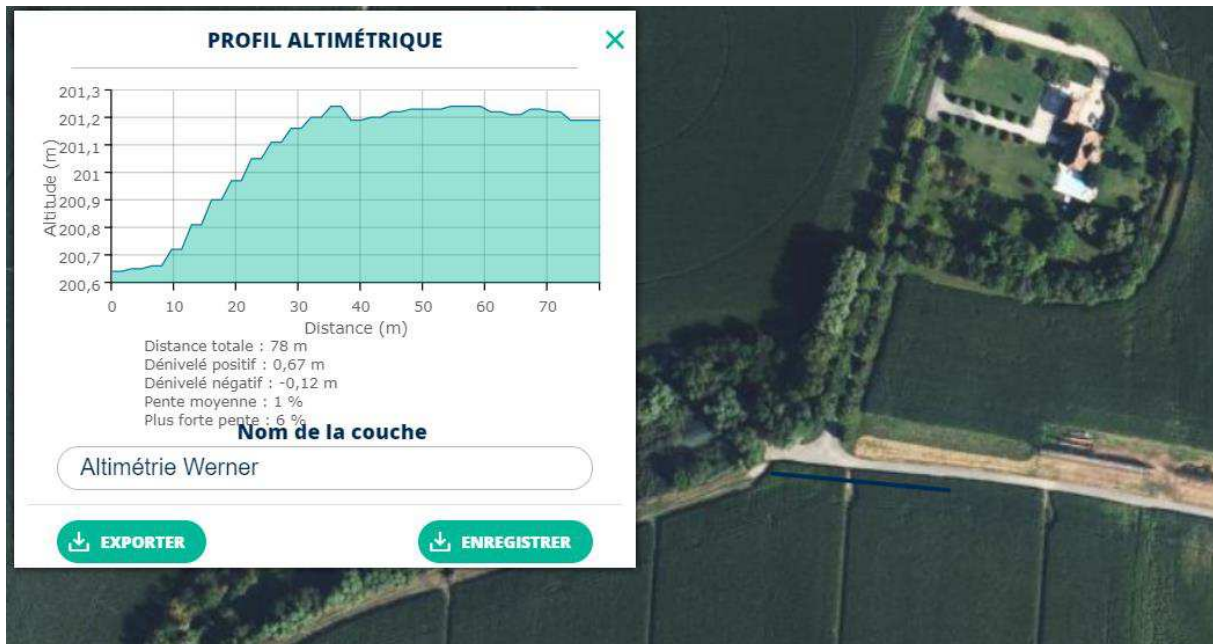 PROFIL ALTIMÉTRIQUE
201,3
201,2
201,1
201
200,9
200,8
200,7
200,6
Altitude (m)
0 10 20 30 40 50 60 70
Distance (m)
Distance totale : 78 m
Dénivelé positif : 0,67 m
Dénivelé négatif : -0,12 m
Pente moyenne : 1 %
Plus forte pente : 6 %
Nom de la couche
Altimétrie Werner
EXPORTER
ENREGISTRER